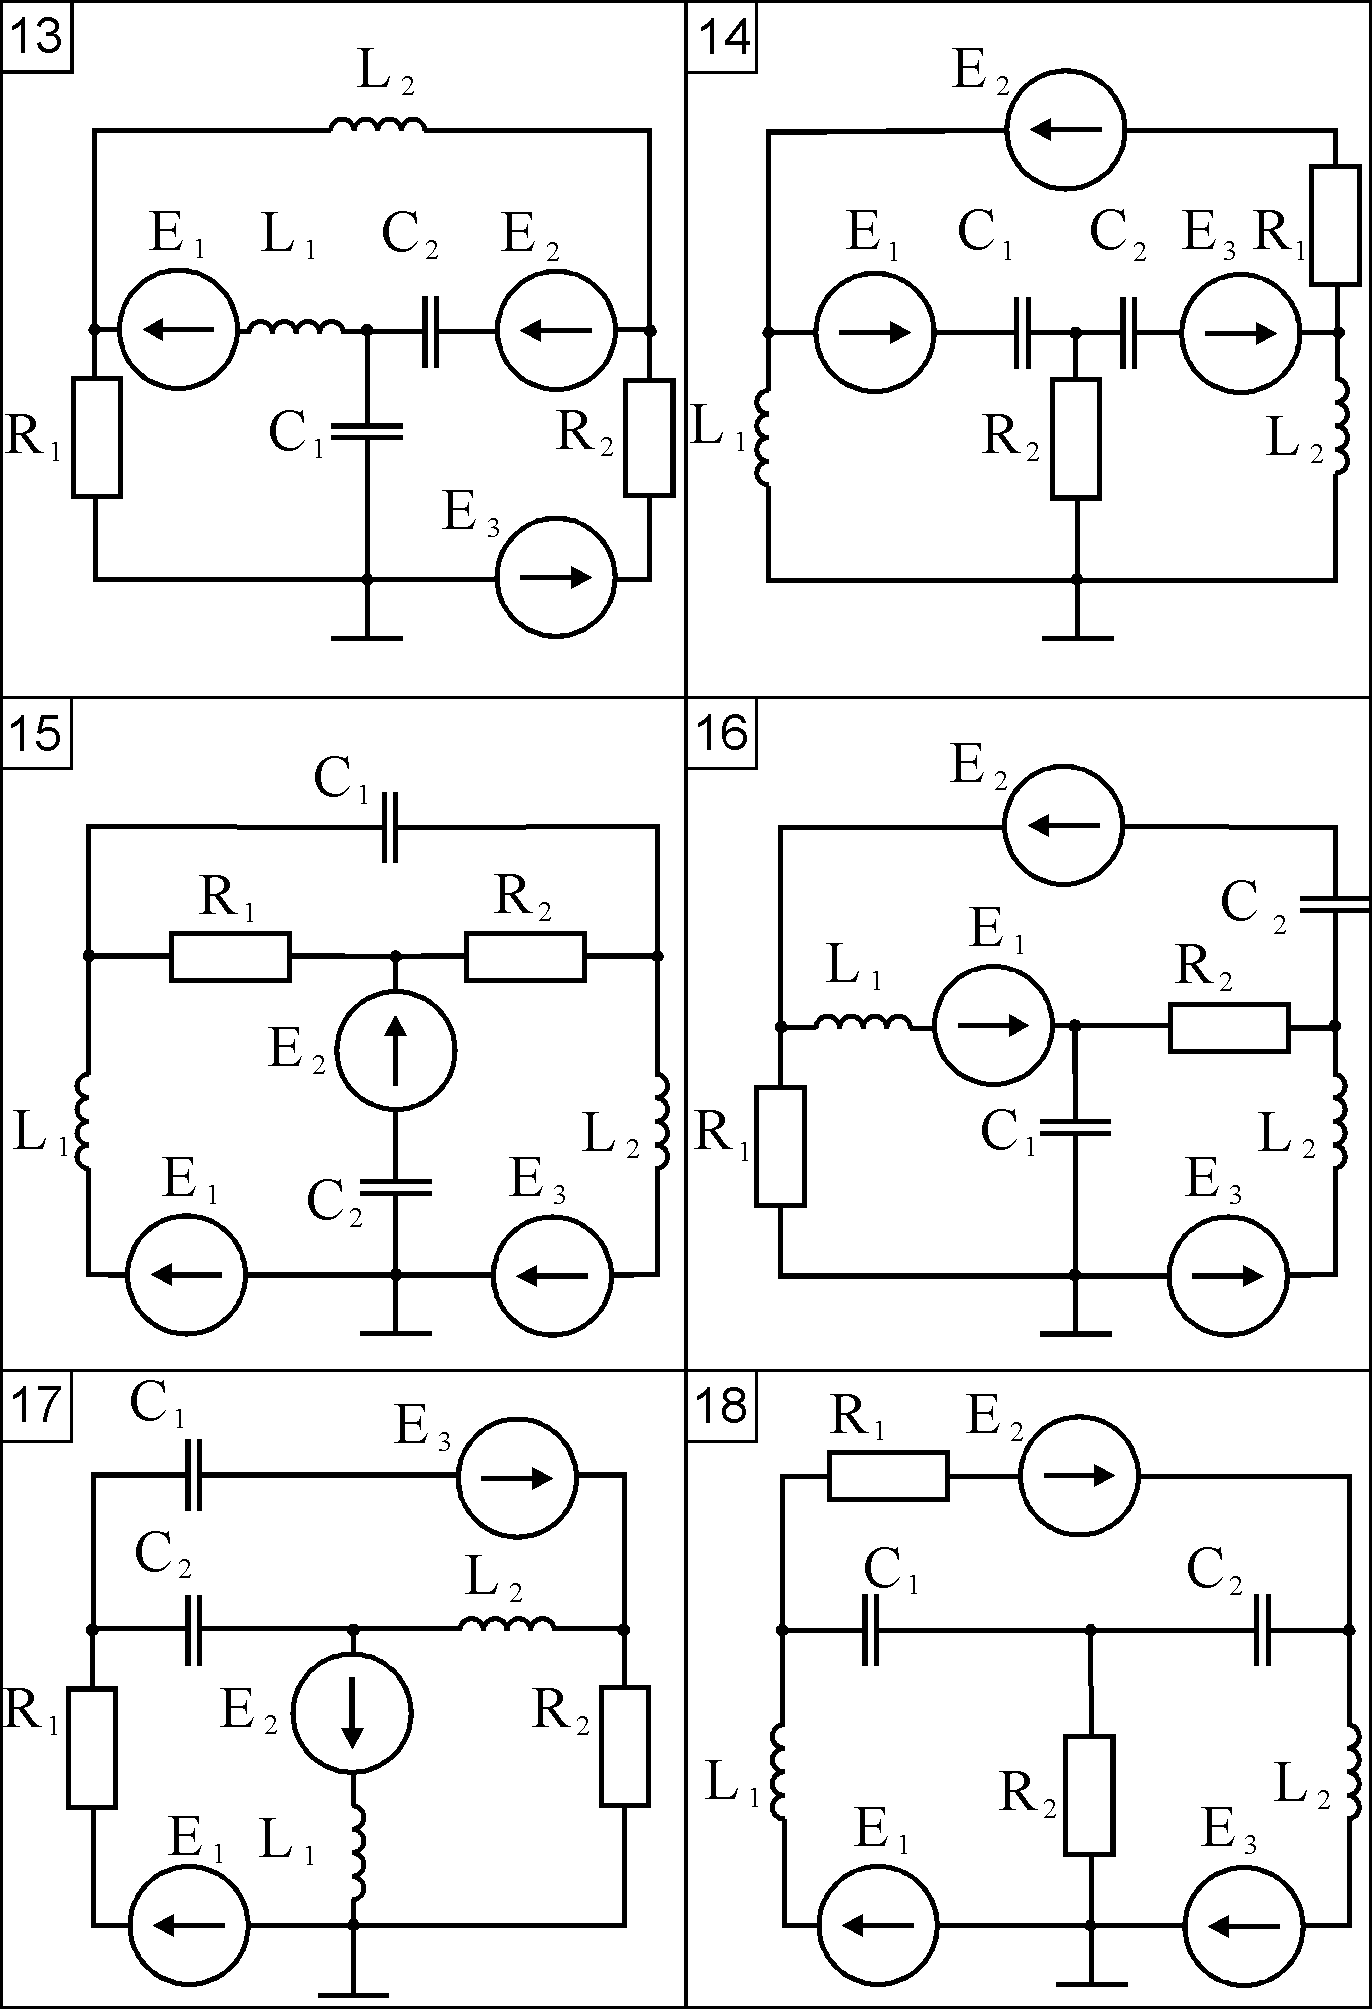 13
L2
E1 L1 C2 E2
R1 C1 R2
E3
14
E2
E1 C1 C2 E3 R1
L1 R2 L2
15
C1
R1 R2
E2
L1 L2
E1 C2 E3
16
E2
C2
L1 E1 R2
R1 C1 L2
E3
17
C1 E3
C2 L2
R1 E2 R2
E1 L1
18
R1 E2
C1 C2
L1 R2 L2
E1 E3